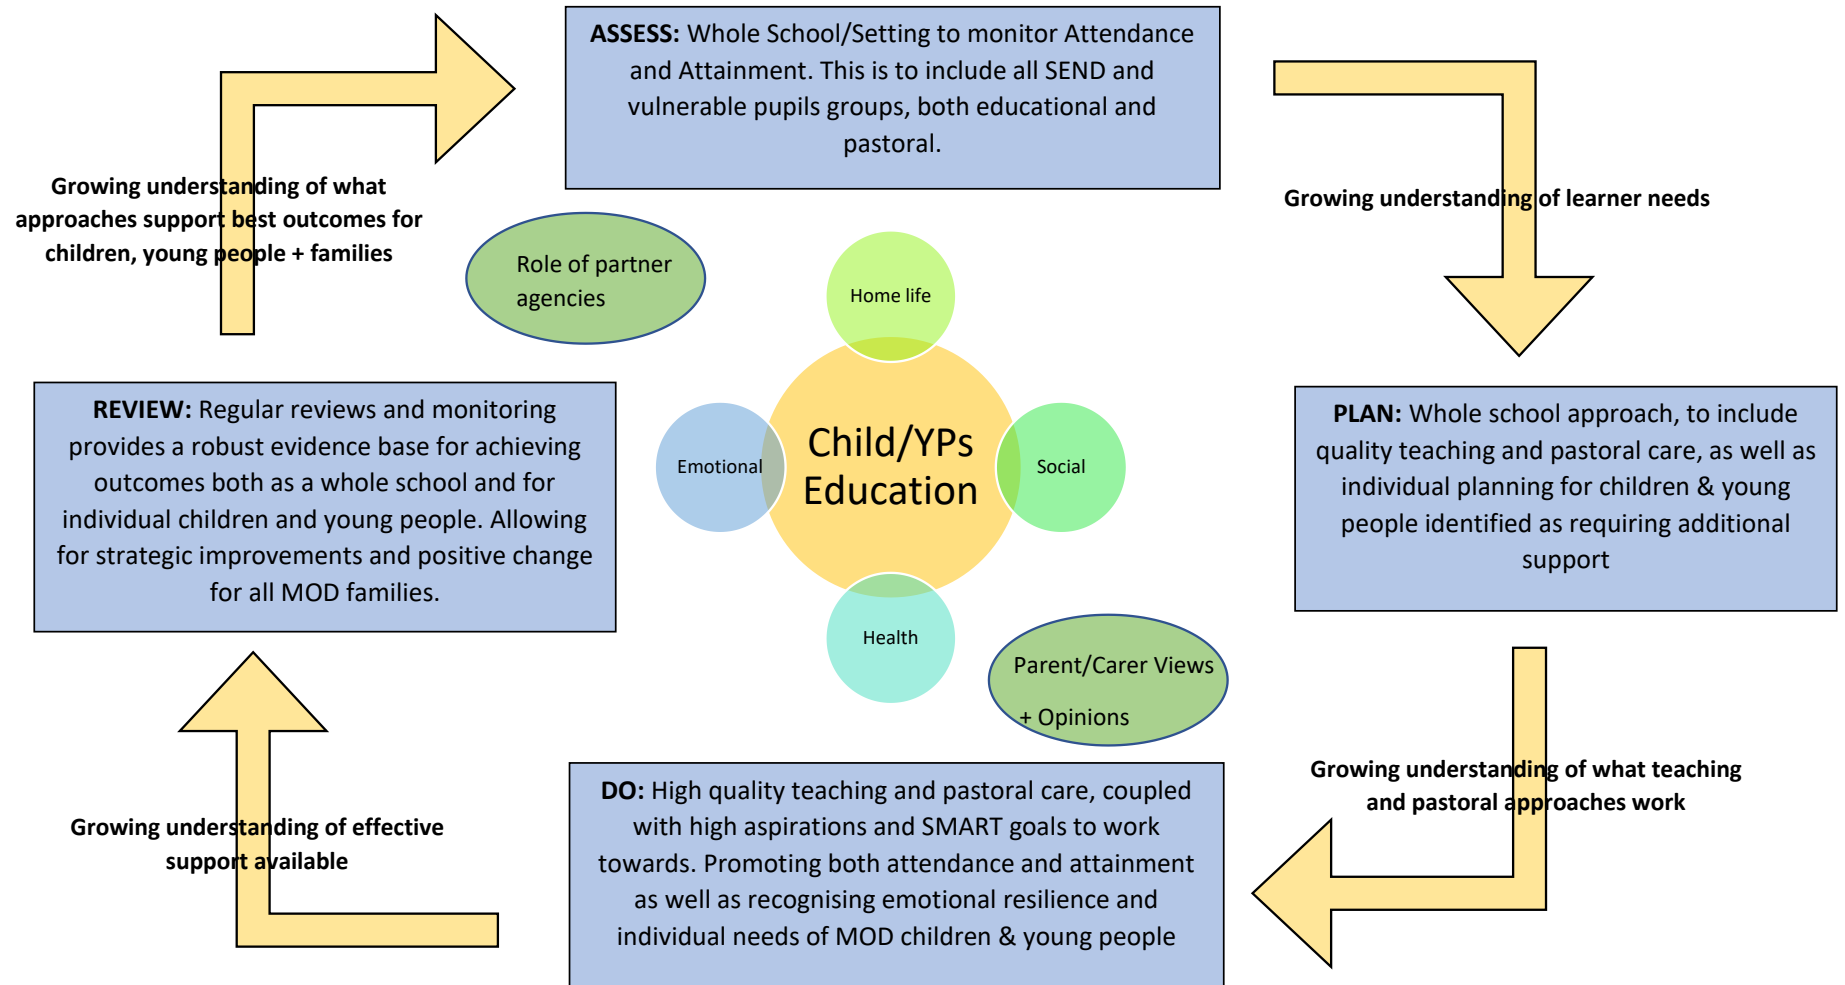 ASSESS: Whole School/Setting to monitor Attendance
and Attainment. This is to include all SEND and
vulnerable pupils groups, both educational and
pastoral.
Growing understanding of what
approaches support best outcomes for
children, young people + families
Growing understanding of learner needs
Role of partner
agencies
Home life
Emotional
Child/YPs
Education
Social
Health
REVIEW: Regular reviews and monitoring
provides a robust evidence base for achieving
outcomes both as a whole school and for
individual children and young people. Allowing
for strategic improvements and positive change
for all MOD families.
PLAN: Whole school approach, to include
quality teaching and pastoral care, as well as
individual planning for children & young
people identified as requiring additional
support
Parent/Carer Views
+ Opinions
Growing understanding of what teaching
and pastoral approaches work
DO: High quality teaching and pastoral care, coupled
with high aspirations and SMART goals to work
towards. Promoting both attendance and attainment
as well as recognising emotional resilience and
individual needs of MOD children & young people
Growing understanding of effective
support available